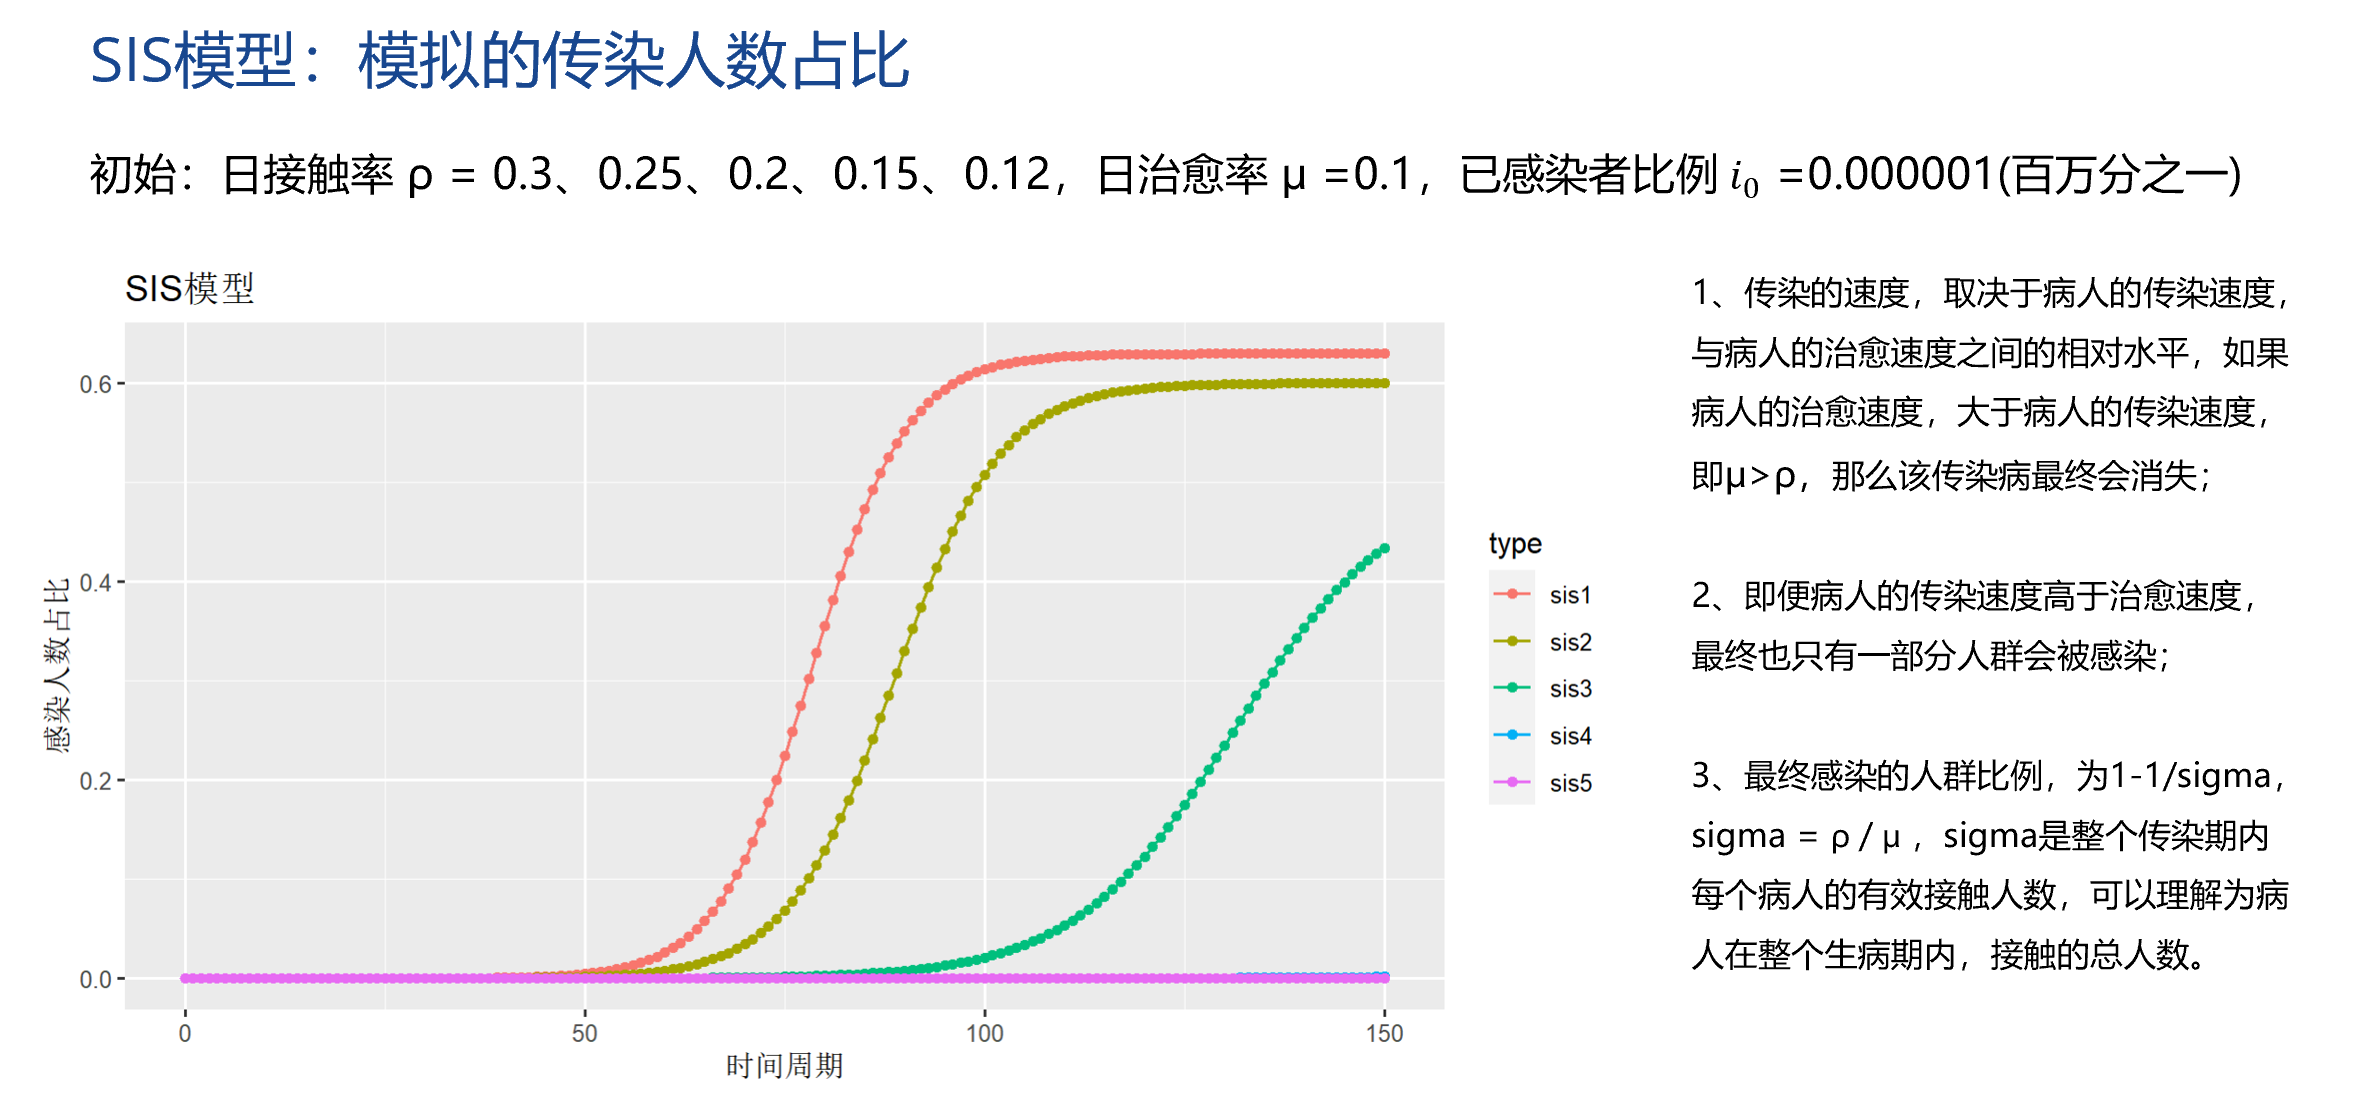 SIS模型：模拟的传染人数占比
初始：日接触率 ρ = 0.3、0.25、0.2、0.15、0.12，日治愈率 μ =0.1，已感染者比例 i₀ =0.000001(百万分之一)
SIS模型
0.6
0.4
0.2
0.0
感染人数占比
0
50
100
150
时间周期
type
sis1
sis2
sis3
sis4
sis5
1、传染的速度，取决于病人的传染速度，
与病人的治愈速度之间的相对水平，如果
病人的治愈速度，大于病人的传染速度，
即μ>ρ，那么该传染病最终会消失；
2、即便病人的传染速度高于治愈速度，
最终也只有一部分人群会被感染；
3、最终感染的人群比例，为1-1/sigma，
sigma = ρ / μ ，sigma是整个传染期内
每个病人的有效接触人数，可以理解为病
人在整个生病期内，接触的总人数。